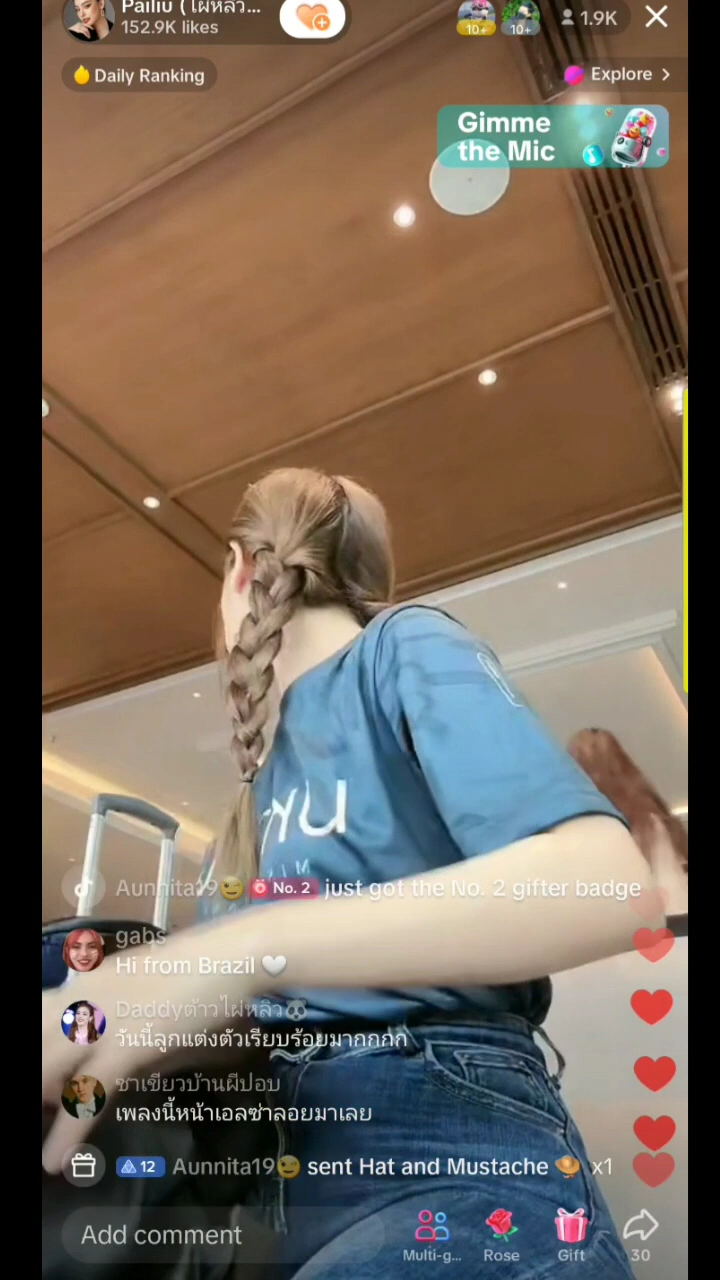 Pailiu (ไผ่หลิว...
152.9K likes
10+
10+
1.9K
Daily Ranking
Explore >
Gimme
the Mic
Aunnita19😉 No. 2 just got the No. 2 gifter badge
gabs
Hi from Brazil 🤍
Daddyต้าวไผ่หลิว🐼
วันนี้ลูกแต่งตัวเรียบร้อยมากกกกก
ชาเขียวบ้านผีปอบ
เพลงนี้หน้าเอลซ่าลอยมาเลย
12 Aunnita19😉 sent Hat and Mustache x1
Add comment
Multi-g...
Rose
Gift
30